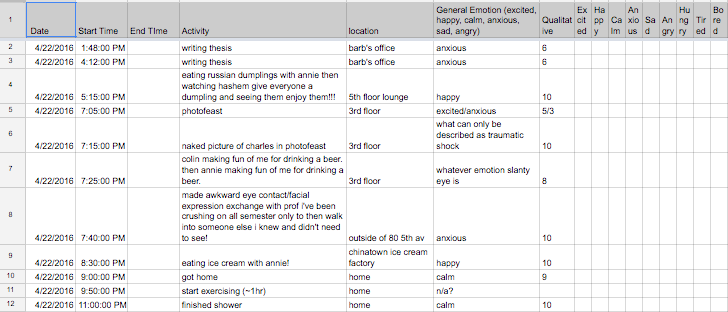 1 Date Start Time End TIme Activity location General Emotion (excited, happy, calm, anxious, sad, angry) Qualitative Excited Happy Calm Anxious Sad Angry Hungry Tired Bored
2 4/22/2016 1:48:00 PM writing thesis barb's office anxious 6
3 4/22/2016 4:12:00 PM writing thesis barb's office anxious 6
eating russian dumplings with annie then
watching hashem give everyone a
4 4/22/2016 5:15:00 PM dumpling and seeing them enjoy them!!! 5th floor lounge happy 10
5 4/22/2016 7:05:00 PM photofeast 3rd floor excited/anxious 5/3
what can only be
described as traumatic
6 4/22/2016 7:15:00 PM naked picture of charles in photofeast 3rd floor shock 10
colin making fun of me for drinking a beer.
then annie making fun of me for drinking a
whatever emotion slanty
7 4/22/2016 7:25:00 PM beer. 3rd floor eye is 8
made awkward eye contact/facial
expression exchange with prof i've been
crushing on all semester only to then walk
into someone else i knew and didn't need
8 4/22/2016 7:40:00 PM to see! outside of 80 5th av anxious 10
chinatown ice cream
9 4/22/2016 8:30:00 PM eating ice cream with annie! factory happy 10
10 4/22/2016 9:00:00 PM got home home calm 9
11 4/22/2016 9:50:00 PM start exercising (~1hr) home n/a?
12 4/22/2016 11:00:00 PM finished shower home calm 10